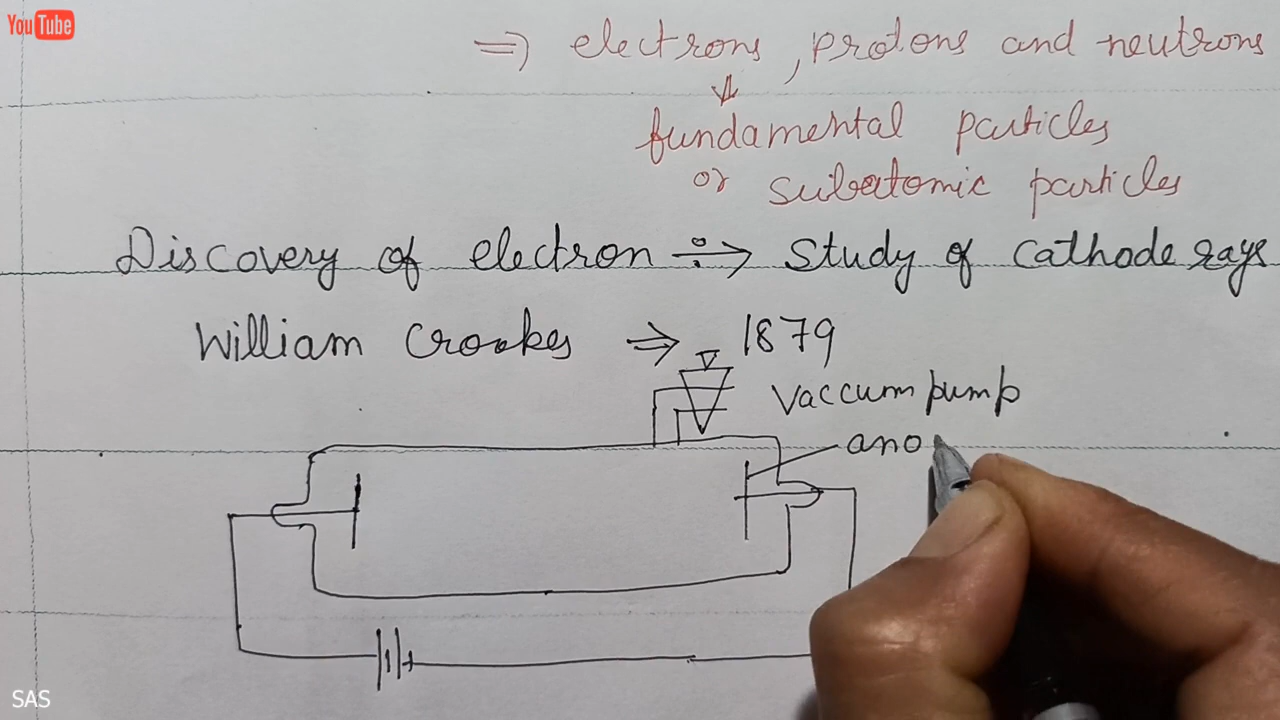 YouTube
⇒ electrons, protons and neutrons
fundamental particles
or subatomic particles
Discovery of electron ÷→ Study of Cathode rays
William Crookes ⇒ 1879
Vaccum pump
ano
SAS